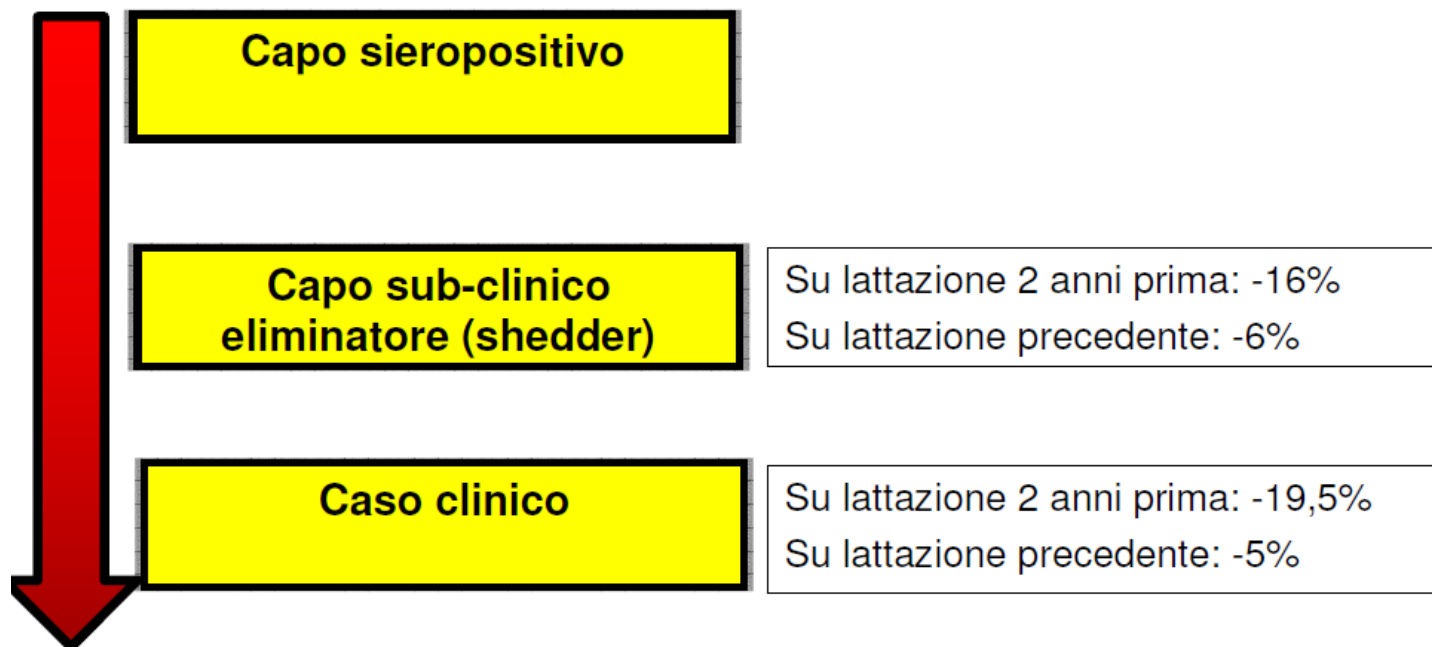 Capo sieropositivo
Capo sub-clinico
eliminatore (shedder)
Su lattazione 2 anni prima: -16%
Su lattazione precedente: -6%
Caso clinico
Su lattazione 2 anni prima: -19,5%
Su lattazione precedente: -5%